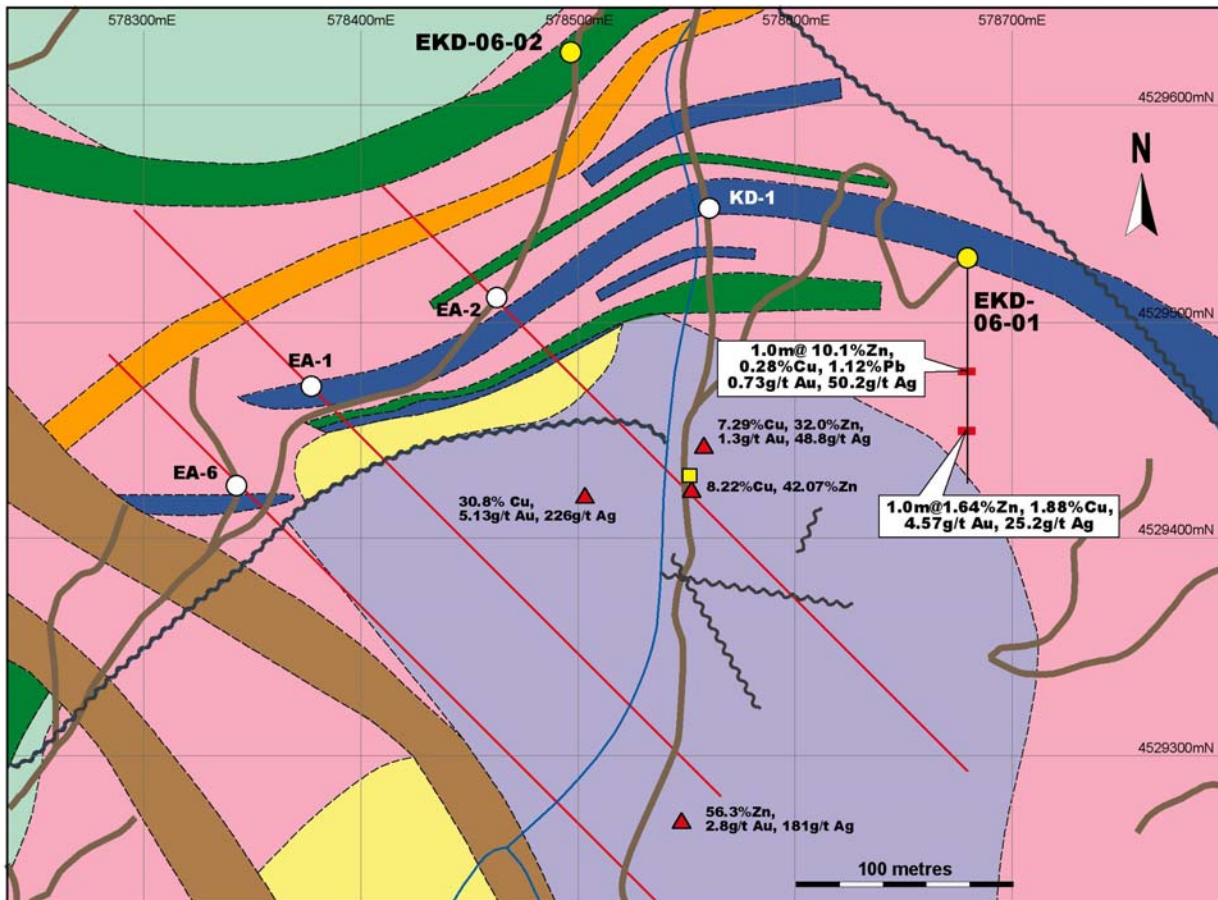 578300mE
578400mE
578500mE
578600mE
578700mE
EKD-06-02
4529600mN
N
KD-1
EA-2
EKD-
06-01
4529500mN
1.0m@ 10.1%Zn,
0.28%Cu, 1.12%Pb
0.73g/t Au, 50.2g/t Ag
EA-1
7.29%Cu, 32.0%Zn,
1.3g/t Au, 48.8g/t Ag
EA-6
8.22%Cu, 42.07%Zn
30.8% Cu,
5.13g/t Au, 226g/t Ag
1.0m@1.64%Zn, 1.88%Cu,
4.57g/t Au, 25.2g/t Ag
4529400mN
4529300mN
56.3%Zn,
2.8g/t Au, 181g/t Ag
100 metres